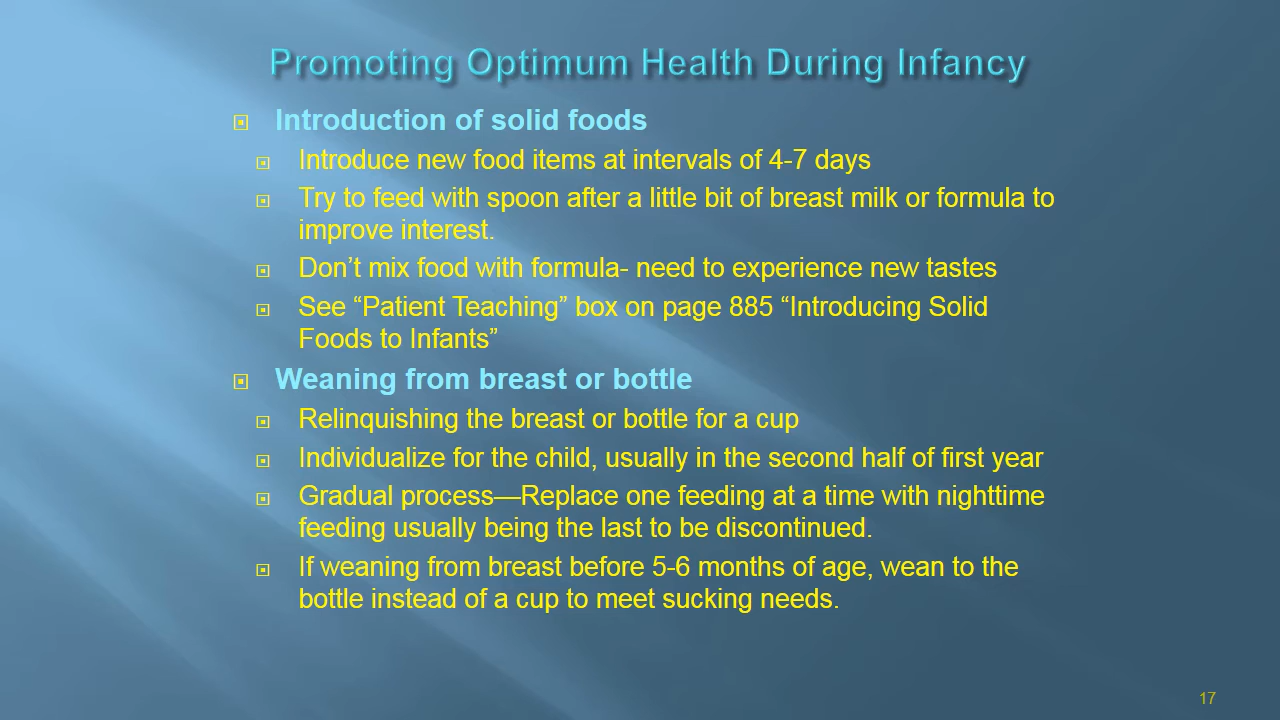 Promoting Optimum Health During Infancy
Introduction of solid foods
Introduce new food items at intervals of 4-7 days
Try to feed with spoon after a little bit of breast milk or formula to
improve interest.
Don’t mix food with formula- need to experience new tastes
See “Patient Teaching” box on page 885 “Introducing Solid
Foods to Infants”
Weaning from breast or bottle
Relinquishing the breast or bottle for a cup
Individualize for the child, usually in the second half of first year
Gradual process—Replace one feeding at a time with nighttime
feeding usually being the last to be discontinued.
If weaning from breast before 5-6 months of age, wean to the
bottle instead of a cup to meet sucking needs.
17